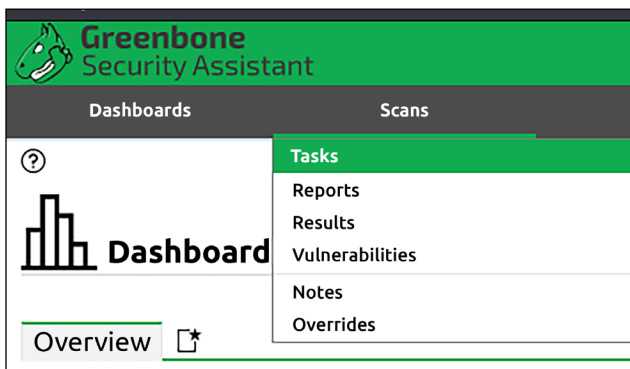 Greenbone
Security Assistant
Dashboards
Scans
Tasks
Reports
Results
Vulnerabilities
Notes
Overrides
Dashboard
Overview